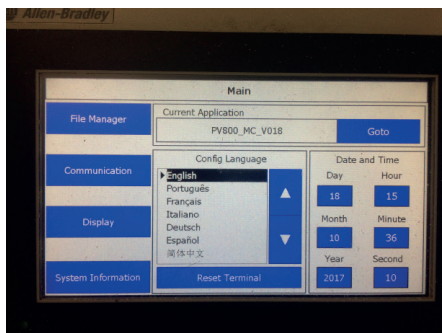 Allen-Bradley
Main
File Manager
Communication
Display
System Information
Current Application
PV800_MC_V018
Goto
Config Language
English
Português
Français
Italiano
Deutsch
Español
简体中文
Reset Terminal
Date and Time
Day Hour
18 15
Month Minute
10 36
Year Second
2017 10